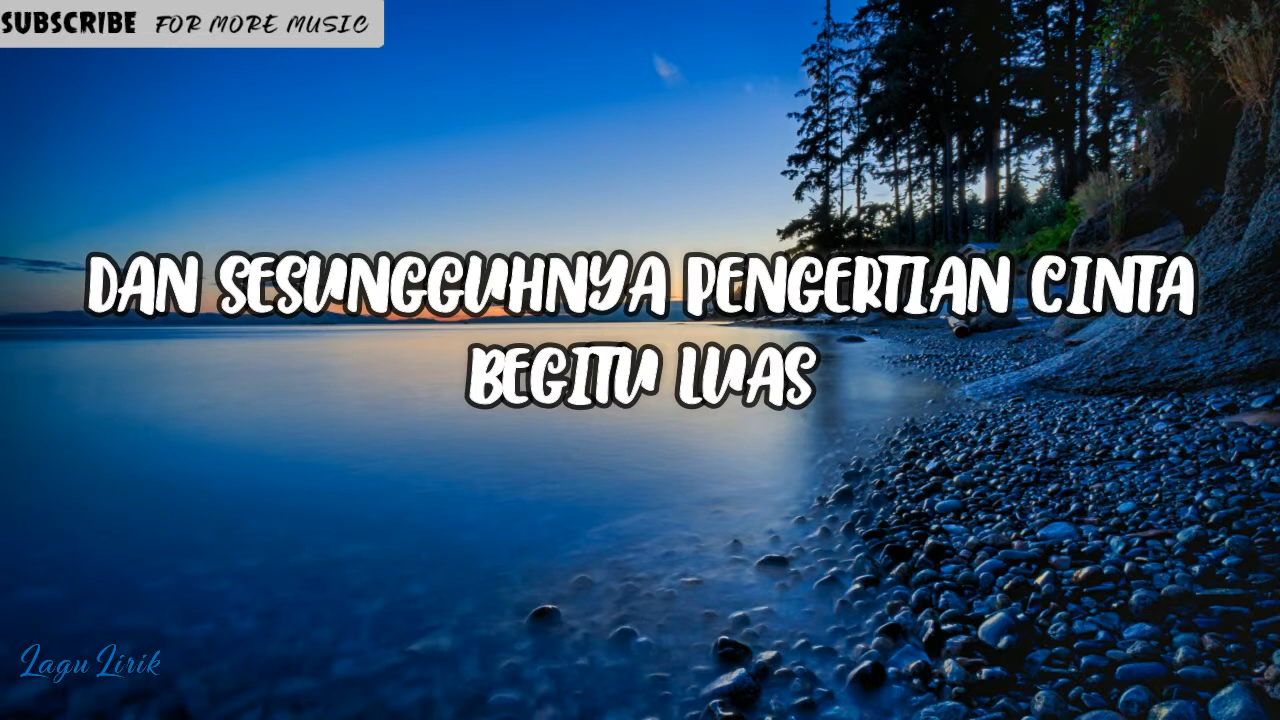 SUBSCRIBE FOR MORE MUSIC
DAN SESUNGGUHNYA PENGERTIAN CINTA
BEGITU LUAS
Lagu Lirik